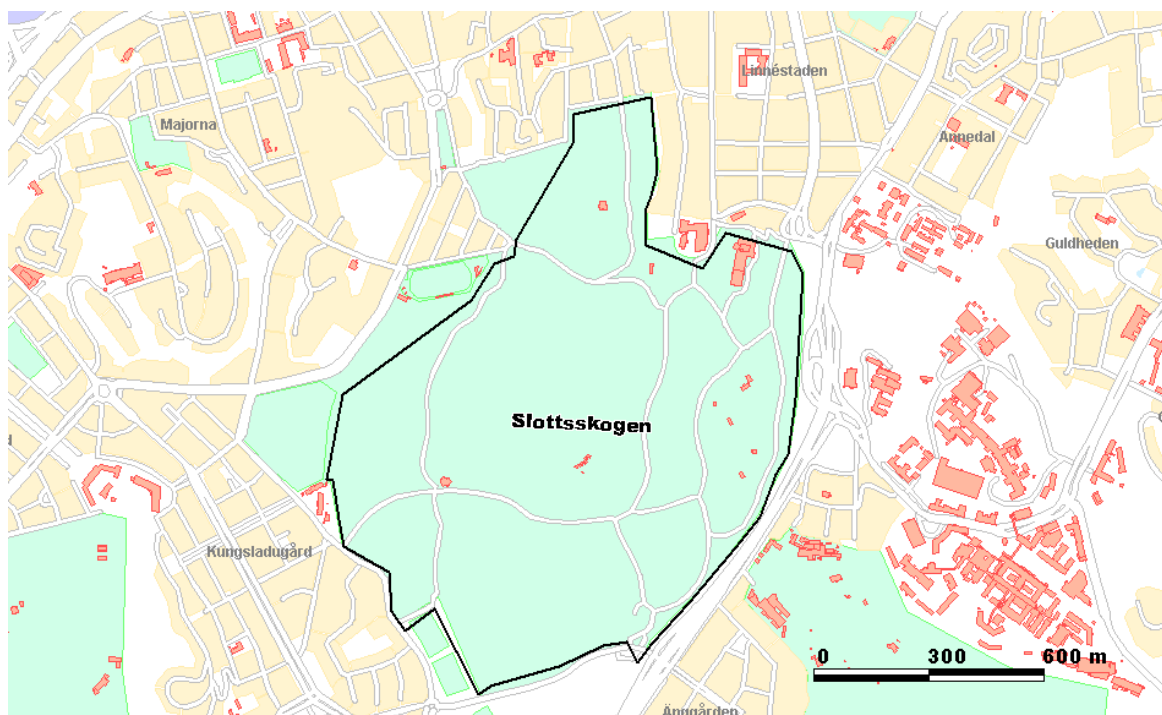 Linnéstaden
Majorna
Annedal
Guldheden
Slottsskogen
Kungsladugård
0 300 600 m
Änggården